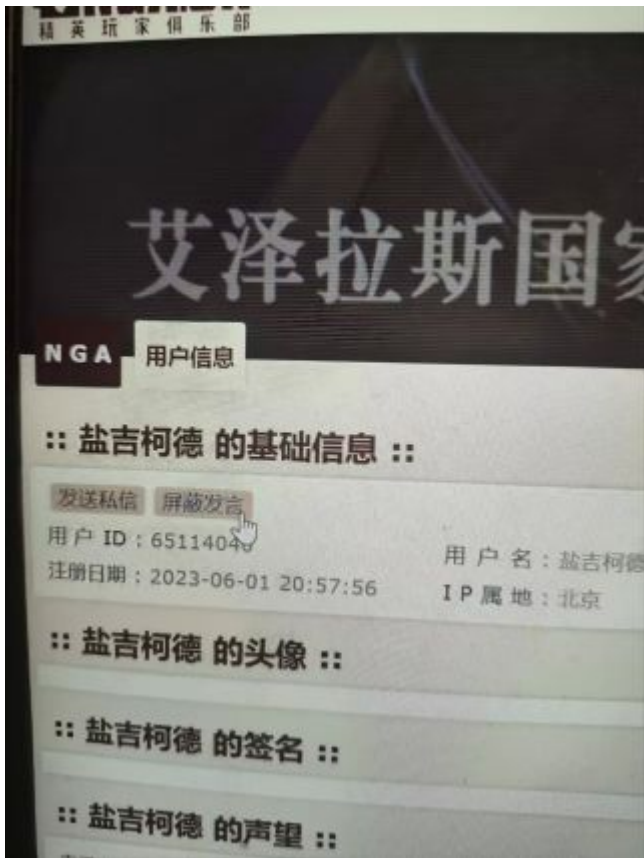 精英玩家俱乐部
艾泽拉斯国家
NGA 用户信息
:: 盐吉柯德 的基础信息 ::
发送私信 屏蔽发言
用户 ID : 65114040 用户名 : 盐吉柯德
注册日期 : 2023-06-01 20:57:56 IP属地 : 北京
:: 盐吉柯德 的头像 ::
:: 盐吉柯德 的签名 ::
:: 盐吉柯德 的声望 ::